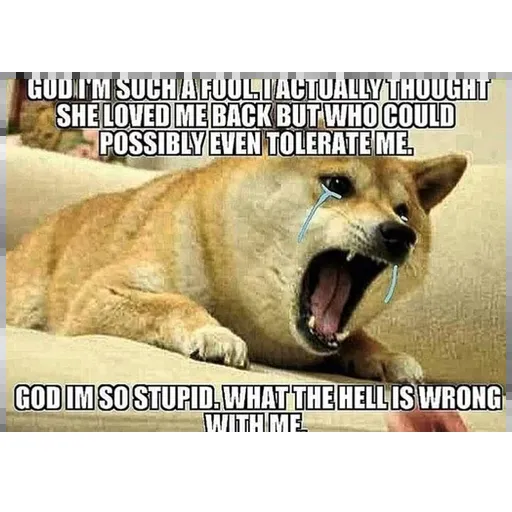 GOD I'M SUCH A FOOL. I ACTUALLY THOUGHT
SHE LOVED ME BACK BUT WHO COULD
POSSIBLY EVEN TOLERATE ME.
GOD IM SO STUPID. WHAT THE HELL IS WRONG
WITH ME.